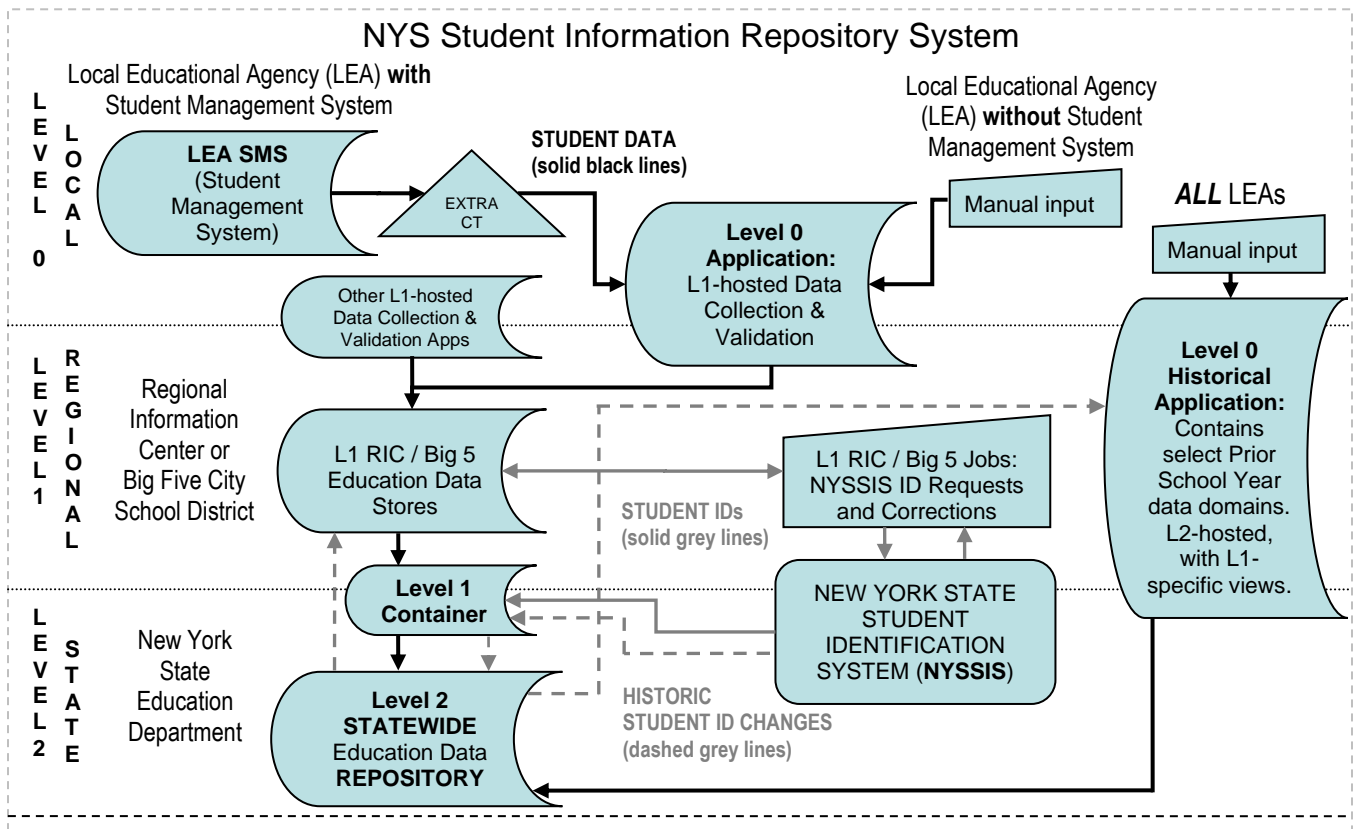 NYS Student Information Repository System
Local Educational Agency (LEA) with
Student Management System
Local Educational Agency
(LEA) without Student
Management System
LEVEL 0
LOCAL
LEA SMS
(Student
Management
System)
EXTRA
CT
STUDENT DATA
(solid black lines)
Manual input
ALL LEAs
Manual input
Level 0
Application:
L1-hosted Data
Collection &
Validation
Other L1-hosted
Data Collection &
Validation Apps
LEVEL 1
REGIONAL
Regional
Information
Center or
Big Five City
School District
L1 RIC / Big 5
Education Data
Stores
STUDENT IDs
(solid grey lines)
L1 RIC / Big 5 Jobs:
NYSSIS ID Requests
and Corrections
Level 0
Historical
Application:
Contains
select Prior
School Year
data domains.
L2-hosted,
with L1-
specific views.
Level 1
Container
NEW YORK STATE
STUDENT
IDENTIFICATION
SYSTEM (NYSSIS)
LEVEL 2
STATE
New York
State
Education
Department
Level 2
STATEWIDE
Education Data
REPOSITORY
HISTORIC
STUDENT ID CHANGES
(dashed grey lines)